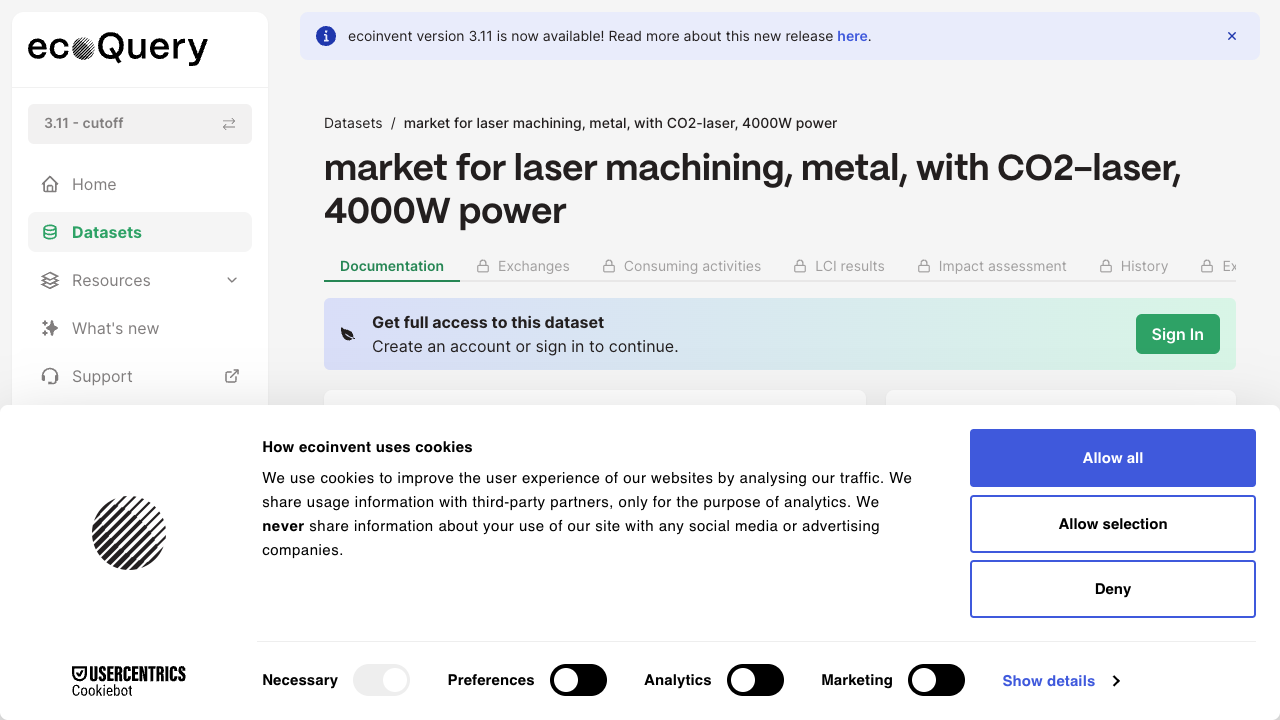 ecoQuery
3.11 - cutoff
Home
Datasets
Resources
What's new
Support
ecoinvent version 3.11 is now available! Read more about this new release here.
Datasets / market for laser machining, metal, with CO2-laser, 4000W power
market for laser machining, metal, with CO2-laser,
4000W power
Documentation Exchanges Consuming activities LCI results Impact assessment History Ex
Get full access to this dataset
Create an account or sign in to continue.
Sign In
How ecoinvent uses cookies
We use cookies to improve the user experience of our websites by analysing our traffic. We
share usage information with third-party partners, only for the purpose of analytics. We
never share information about your use of our site with any social media or advertising
companies.
Allow all
Allow selection
Deny
USERCENTRICS
Cookiebot
Necessary Preferences Analytics Marketing Show details